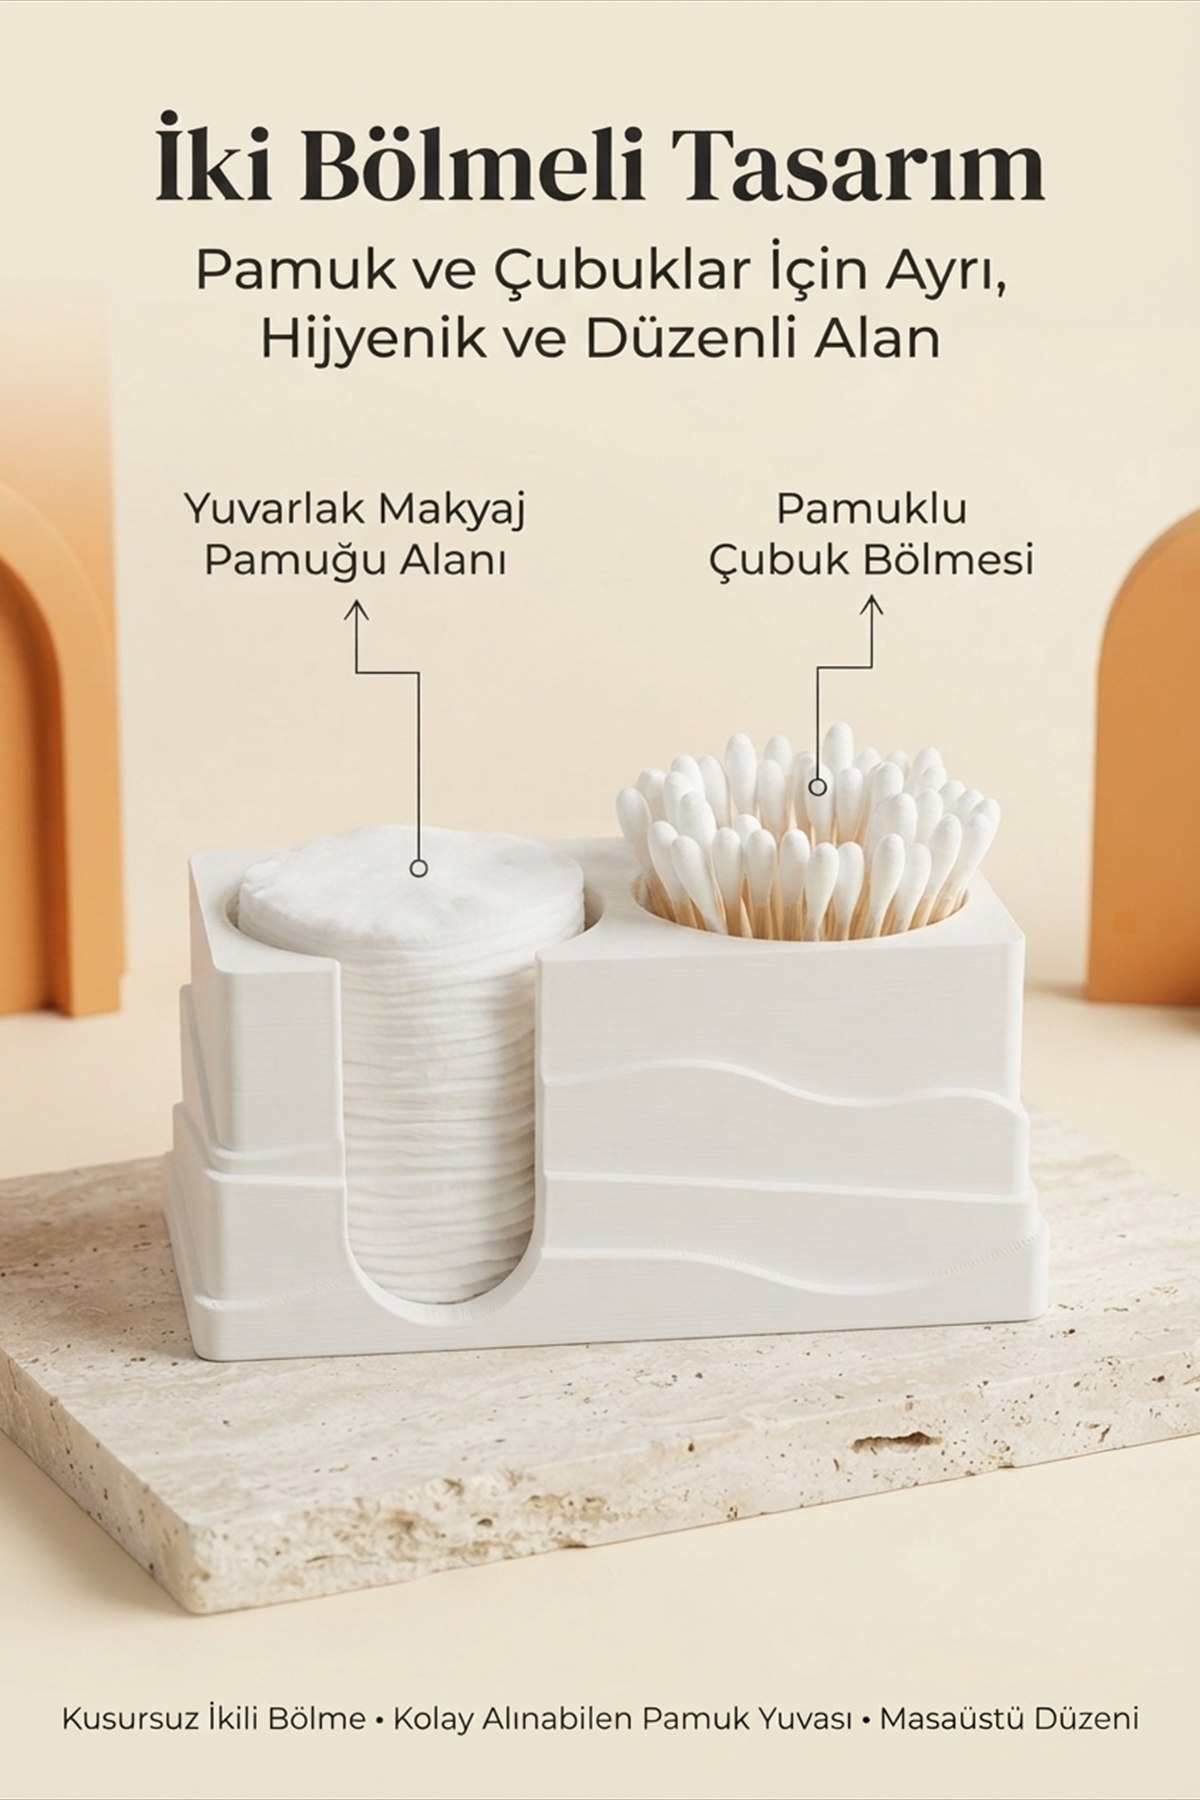 İki Bölmeli Tasarım
Pamuk ve Çubuklar İçin Ayrı,
Hijyenik ve Düzenli Alan
Yuvarlak Makyaj
Pamuğu Alanı
Pamuklu
Çubuk Bölmesi
Kusursuz İkili Bölme • Kolay Alınabilen Pamuk Yuvası • Masaüstü Düzeni